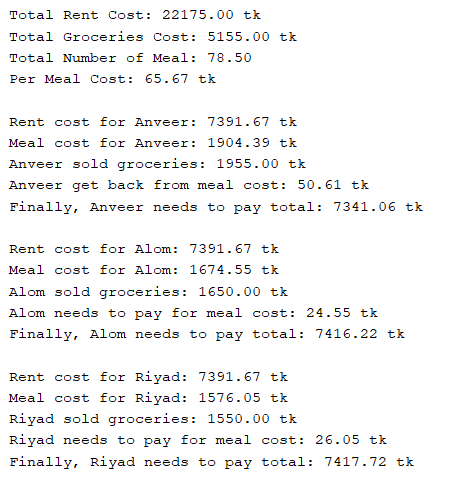 Total Rent Cost: 22175.00 tk
Total Groceries Cost: 5155.00 tk
Total Number of Meal: 78.50
Per Meal Cost: 65.67 tk
Rent cost for Anveer: 7391.67 tk
Meal cost for Anveer: 1904.39 tk
Anveer sold groceries: 1955.00 tk
Anveer get back from meal cost: 50.61 tk
Finally, Anveer needs to pay total: 7341.06 tk
Rent cost for Alom: 7391.67 tk
Meal cost for Alom: 1674.55 tk
Alom sold groceries: 1650.00 tk
Alom needs to pay for meal cost: 24.55 tk
Finally, Alom needs to pay total: 7416.22 tk
Rent cost for Riyad: 7391.67 tk
Meal cost for Riyad: 1576.05 tk
Riyad sold groceries: 1550.00 tk
Riyad needs to pay for meal cost: 26.05 tk
Finally, Riyad needs to pay total: 7417.72 tk